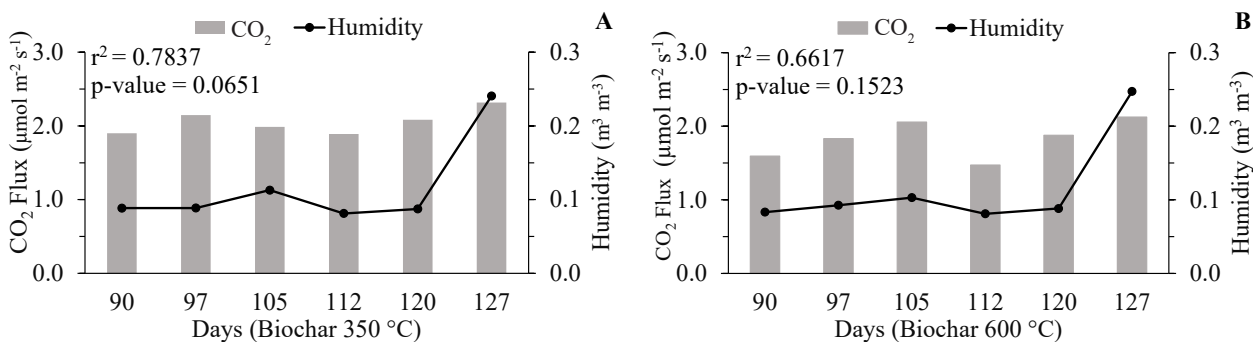 CO₂ Humidity A
r² = 0.7837
p-value = 0.0651
CO₂ Flux (µmol m⁻² s⁻¹)
3.0
2.0
1.0
0.0
0.3
0.2
0.1
0.0
Humidity (m³ m⁻³)
90 97 105 112 120 127
Days (Biochar 350 °C)
CO₂ Humidity B
r² = 0.6617
p-value = 0.1523
CO₂ Flux (µmol m⁻² s⁻¹)
3.0
2.0
1.0
0.0
0.3
0.2
0.1
0.0
Humidity (m³ m⁻³)
90 97 105 112 120 127
Days (Biochar 600 °C)